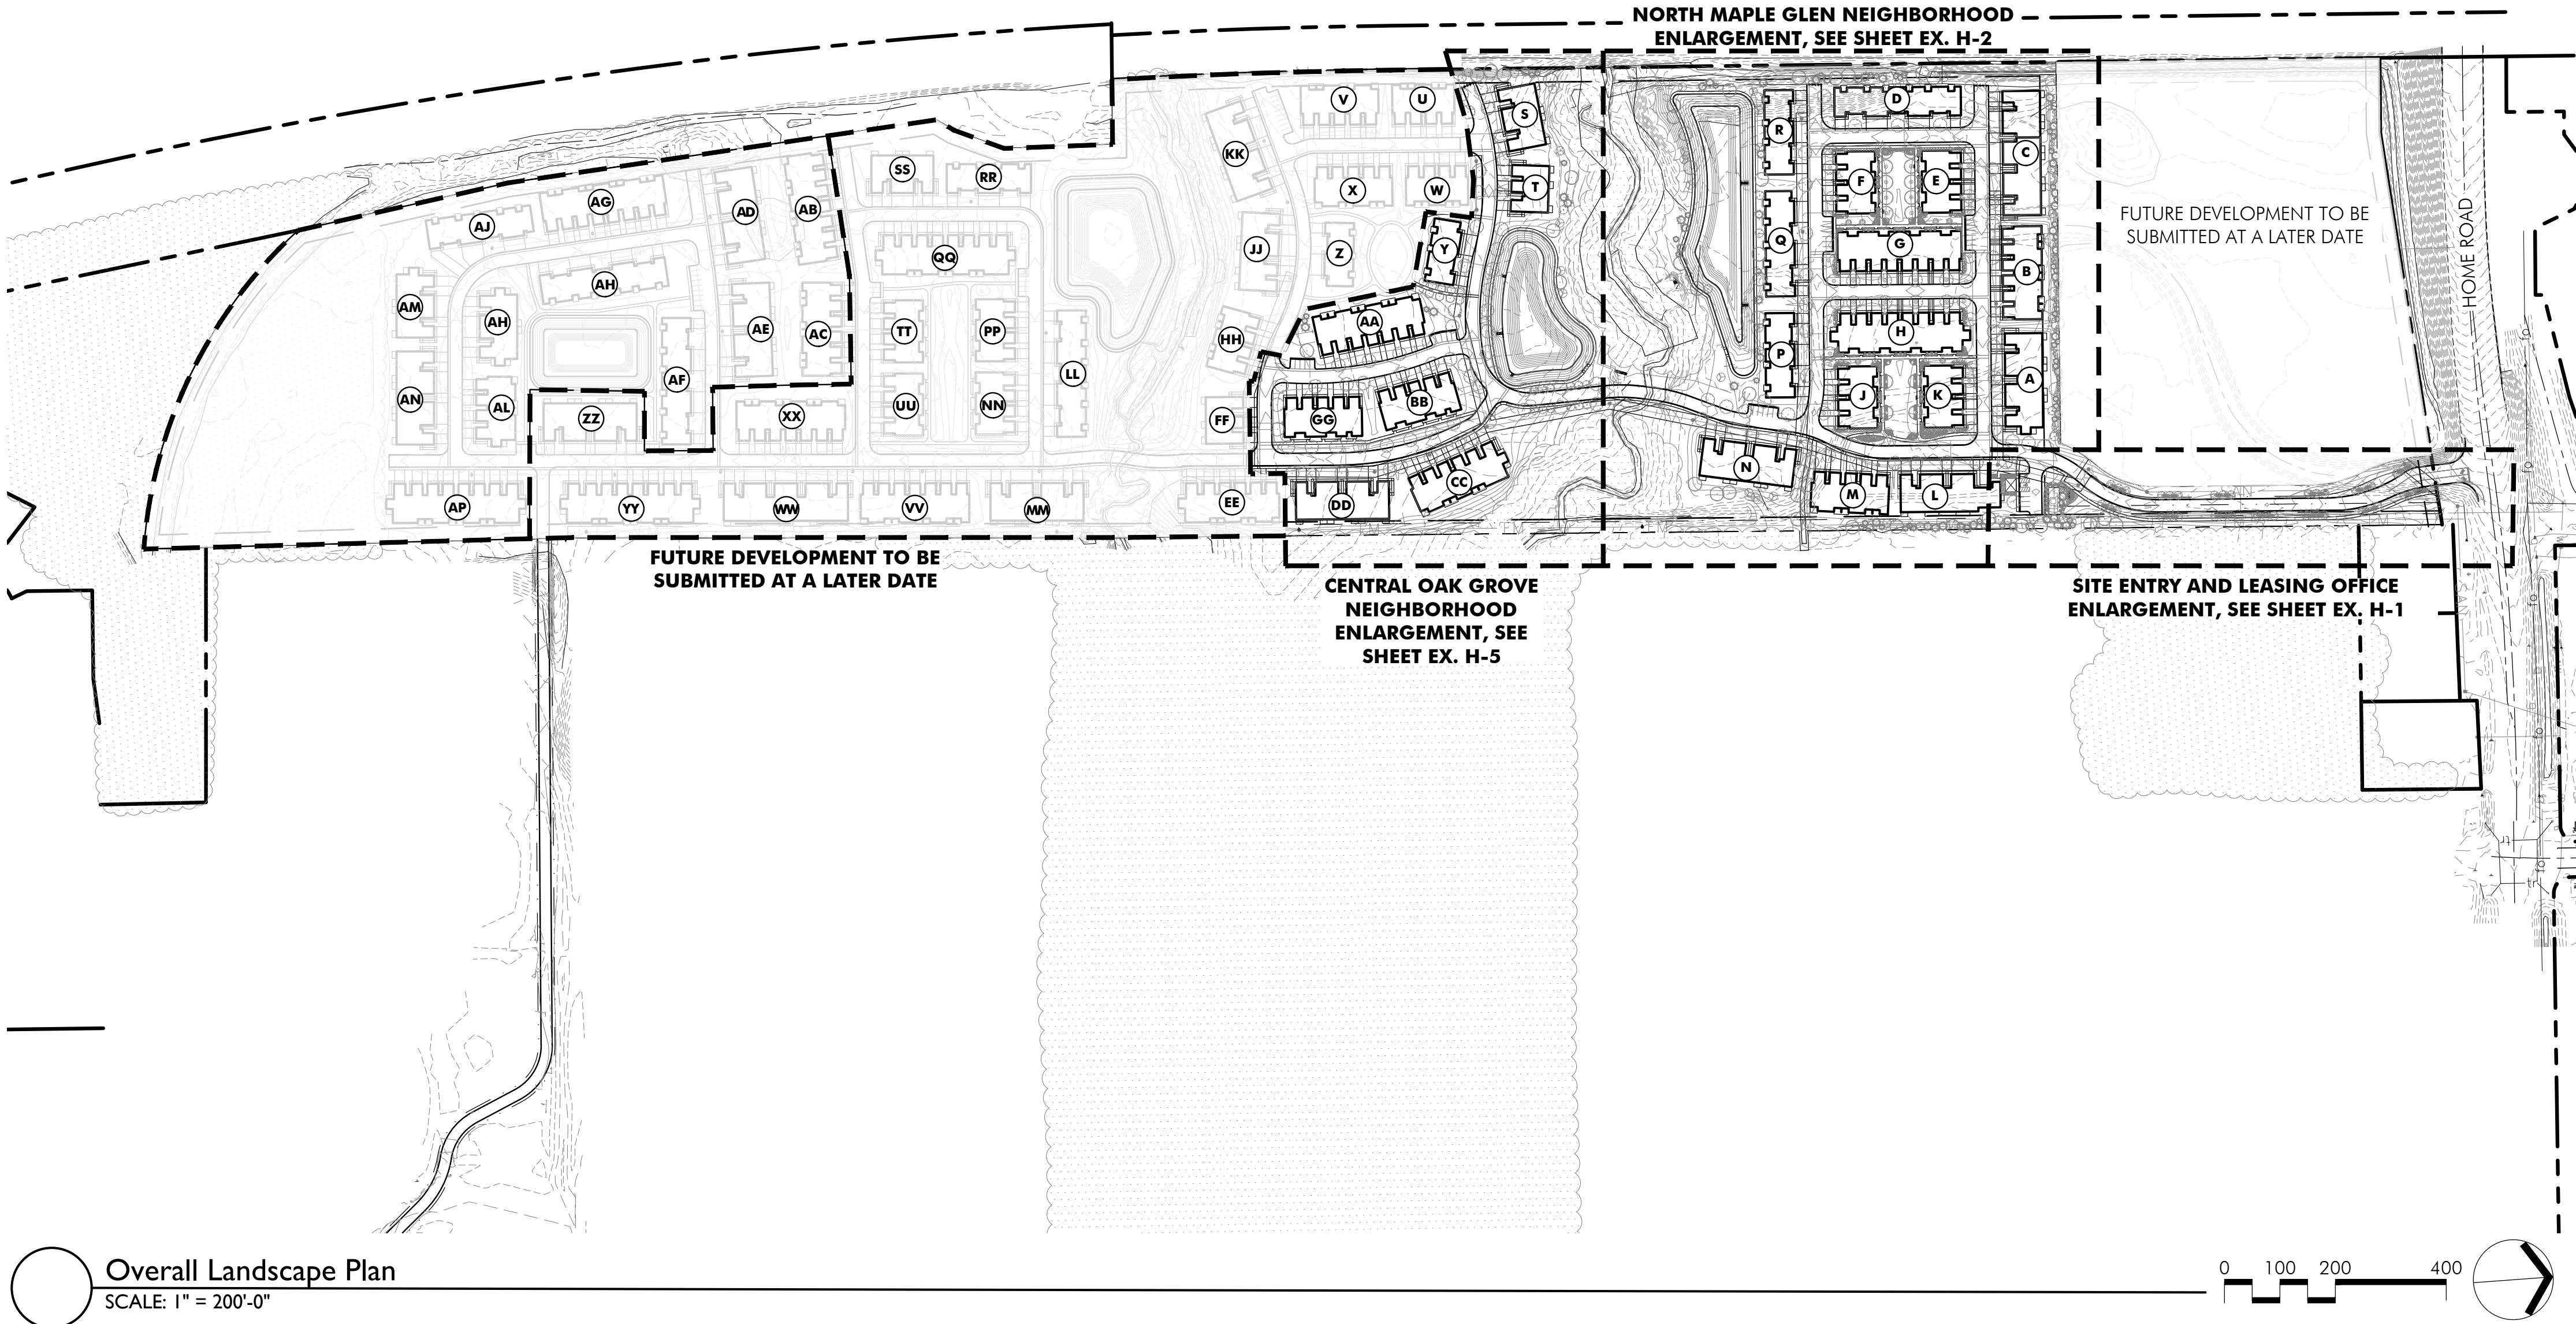 NORTH MAPLE GLEN NEIGHBORHOOD
ENLARGEMENT, SEE SHEET EX. H-2
V
U
S
D
R
C
KK
SS
RR
X
W
T
F
E
AG
AD
AB
AJ
FUTURE DEVELOPMENT TO BE
SUBMITTED AT A LATER DATE
HOME ROAD
QQ
JJ
Z
Y
Q
G
B
AH
AM
AH
AE
AC
TT
PP
HH
AA
P
H
LL
AF
A
AN
AL
ZZ
XX
UU
NN
FF
GG
BB
J
K
N
CC
AP
YY
WW
VV
MM
EE
DD
M
L
FUTURE DEVELOPMENT TO BE
SUBMITTED AT A LATER DATE
CENTRAL OAK GROVE
NEIGHBORHOOD
ENLARGEMENT, SEE
SHEET EX. H-5
SITE ENTRY AND LEASING OFFICE
ENLARGEMENT, SEE SHEET EX. H-1
Overall Landscape Plan
SCALE: 1" = 200'-0"
0 100 200 400